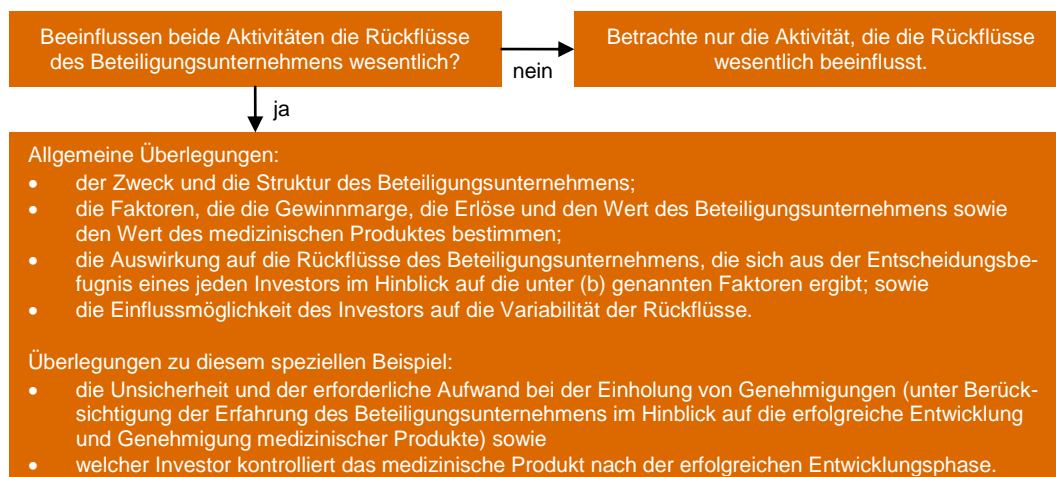 Beeinflussen beide Aktivitäten die Rückflüsse
des Beteiligungsunternehmens wesentlich?
nein
Betrachte nur die Aktivität, die die Rückflüsse
wesentlich beeinflusst.
ja
Allgemeine Überlegungen:
• der Zweck und die Struktur des Beteiligungsunternehmens;
• die Faktoren, die die Gewinnmarge, die Erlöse und den Wert des Beteiligungsunternehmens sowie
den Wert des medizinischen Produktes bestimmen;
• die Auswirkung auf die Rückflüsse des Beteiligungsunternehmens, die sich aus der Entscheidungsbe-
fugnis eines jeden Investors im Hinblick auf die unter (b) genannten Faktoren ergibt; sowie
• die Einflussmöglichkeit des Investors auf die Variabilität der Rückflüsse.
Überlegungen zu diesem speziellen Beispiel:
• die Unsicherheit und der erforderliche Aufwand bei der Einholung von Genehmigungen (unter Berück-
sichtigung der Erfahrung des Beteiligungsunternehmens im Hinblick auf die erfolgreiche Entwicklung
und Genehmigung medizinischer Produkte) sowie
• welcher Investor kontrolliert das medizinische Produkt nach der erfolgreichen Entwicklungsphase.